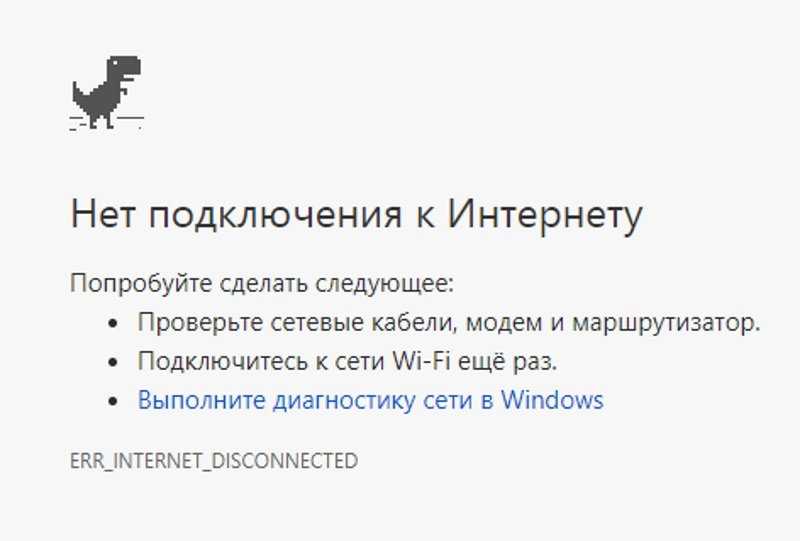 Нет подключения к Интернету
Попробуйте сделать следующее:
• Проверьте сетевые кабели, модем и маршрутизатор.
• Подключитесь к сети Wi-Fi ещё раз.
• Выполните диагностику сети в Windows
ERR_INTERNET_DISCONNECTED